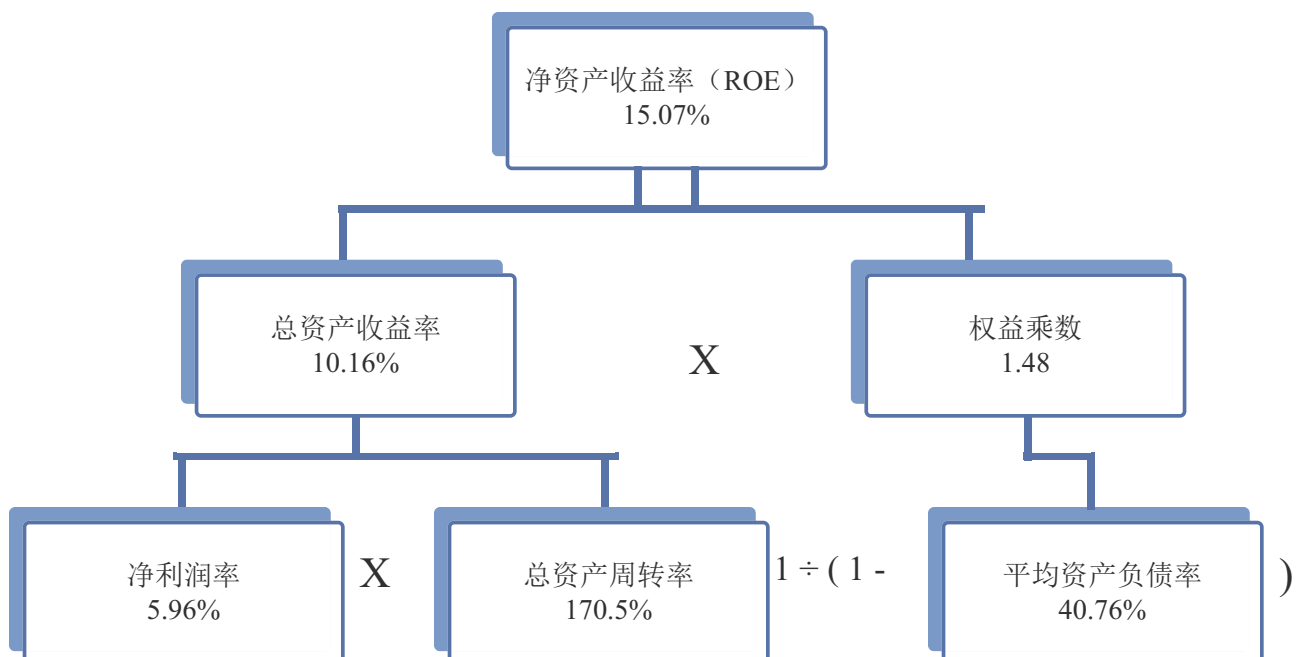 净资产收益率（ROE）
15.07%
总资产收益率
10.16%
X
权益乘数
1.48
净利润率
5.96%
X
总资产周转率
170.5%
1 ÷ ( 1 -
平均资产负债率
40.76%
)